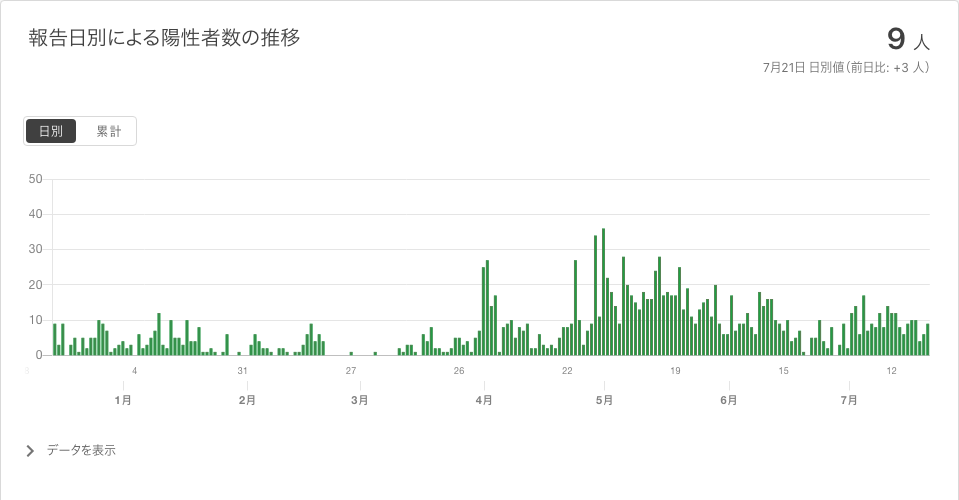 報告日別による陽性者数の推移
9 人
7月21日 日別値（前日比: +3 人）
日別 累計
50
40
30
20
10
0
4 31 27 26 22 19 15 12
1月 2月 3月 4月 5月 6月 7月
データを表示